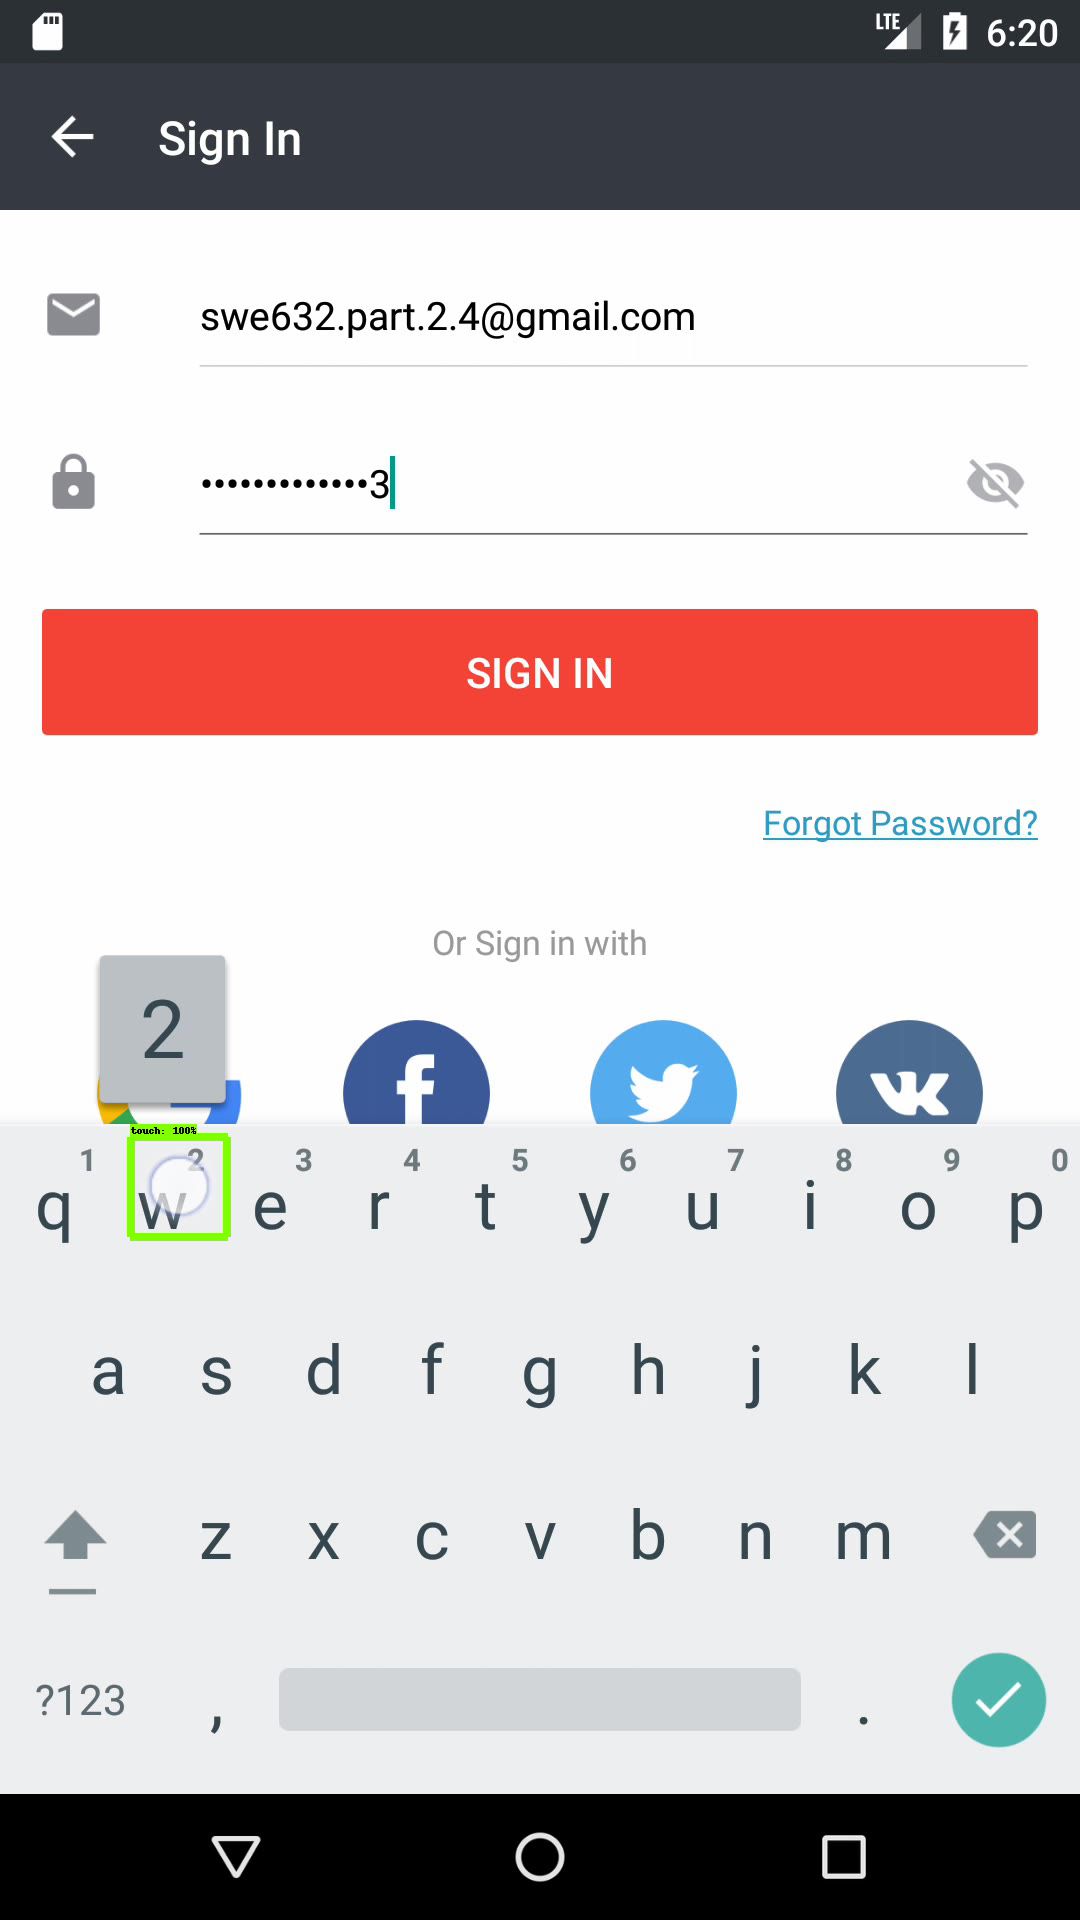 LTE 6:20
Sign In
swe632.part.2.4@gmail.com
•••••••••••••3
SIGN IN
Forgot Password?
Or Sign in with
2
touch: 100%
1 2 3 4 5 6 7 8 9 0
q w e r t y u i o p
a s d f g h j k l
z x c v b n m
?123 , .